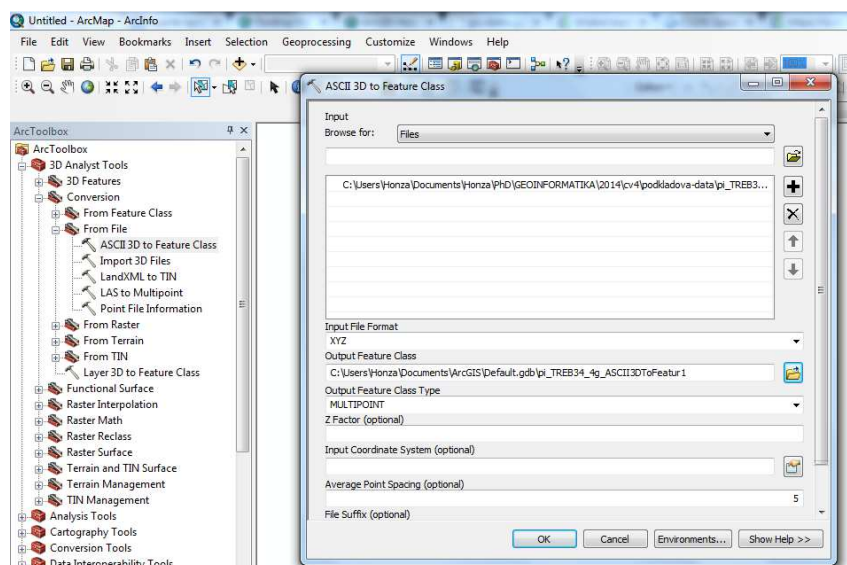 Untitled - ArcMap - ArcInfo
File Edit View Bookmarks Insert Selection Geoprocessing Customize Windows Help
ArcToolbox
ArcToolbox
3D Analyst Tools
3D Features
Conversion
From Feature Class
From File
ASCII 3D to Feature Class
Import 3D Files
LandXML to TIN
LAS to Multipoint
Point File Information
From Raster
From Terrain
From TIN
Layer 3D to Feature Class
Functional Surface
Raster Interpolation
Raster Math
Raster Reclass
Raster Surface
Terrain and TIN Surface
Terrain Management
TIN Management
Analysis Tools
Cartography Tools
Conversion Tools
Data Interoperability Tools
ASCII 3D to Feature Class
Input
Browse for: Files
C:\Users\Honza\Documents\Honza\PhD\GEOINFORMATIKA\2014\cv4\podkladova-data\pi_TREB3...
Input File Format
XYZ
Output Feature Class
C:\Users\Honza\Documents\ArcGIS\Default.gdb\pi_TREB34_4g_ASCII3DToFeatur1
Output Feature Class Type
MULTIPOINT
Z Factor (optional)
Input Coordinate System (optional)
Average Point Spacing (optional)
5
File Suffix (optional)
OK Cancel Environments... Show Help >>